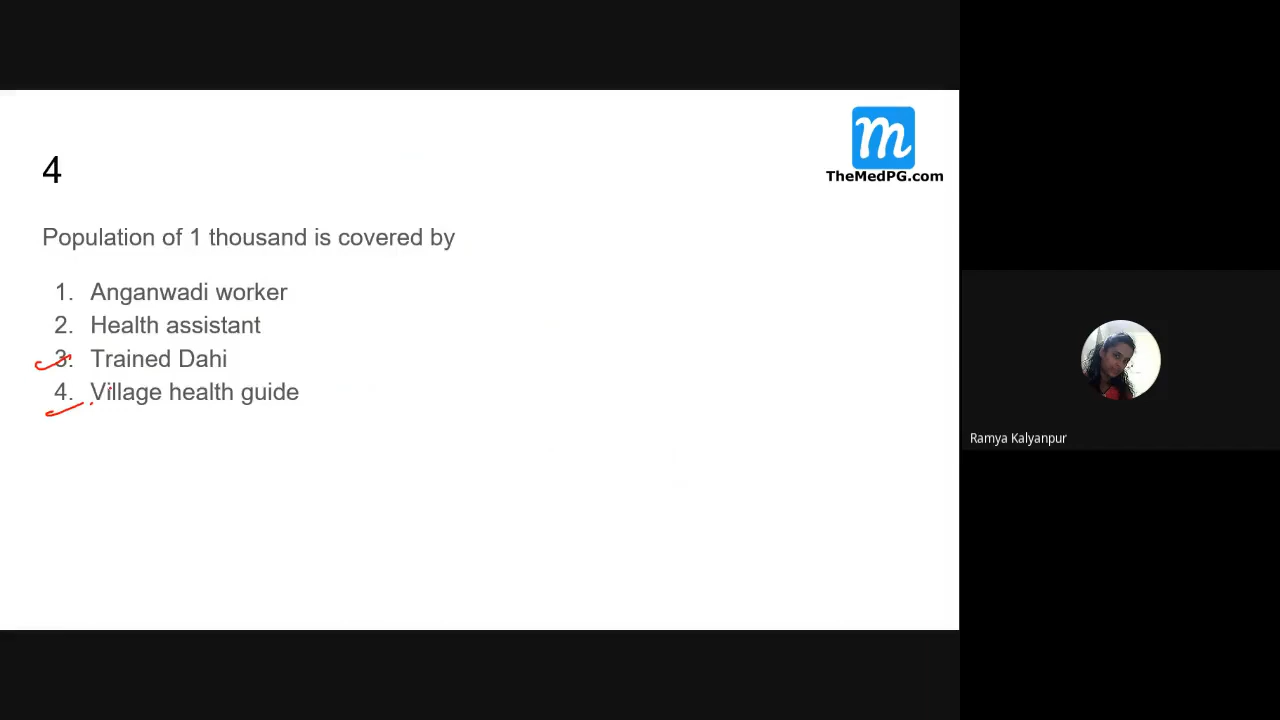 m
TheMedPG.com
4
Population of 1 thousand is covered by
1. Anganwadi worker
2. Health assistant
3. Trained Dahi
4. Village health guide
Ramya Kalyanpur